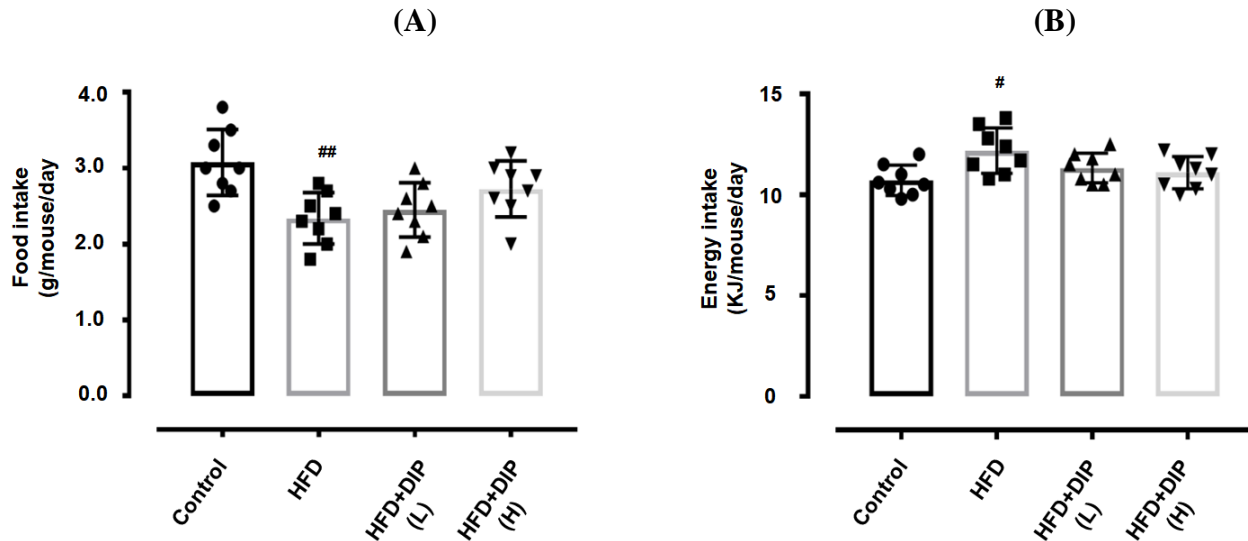 (A)
Food intake
(g/mouse/day)
4.0
3.0
2.0
1.0
0.0
##
Control
HFD
HFD+DIP
(L)
HFD+DIP
(H)
(B)
Energy intake
(KJ/mouse/day)
15
10
5
0
#
Control
HFD
HFD+DIP
(L)
HFD+DIP
(H)